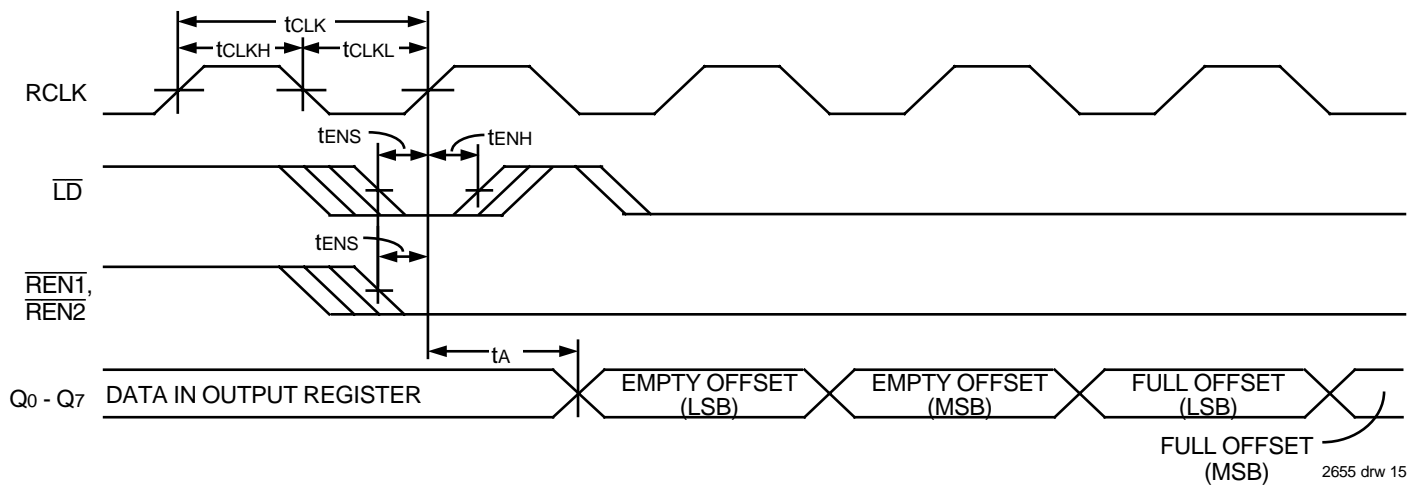 tCLK
tCLKH
tCLKL
RCLK
tENS
tENH
LD
tENS
REN1,
REN2
tA
Q0 - Q7
DATA IN OUTPUT REGISTER
EMPTY OFFSET
(LSB)
EMPTY OFFSET
(MSB)
FULL OFFSET
(LSB)
FULL OFFSET
(MSB)
2655 drw 15